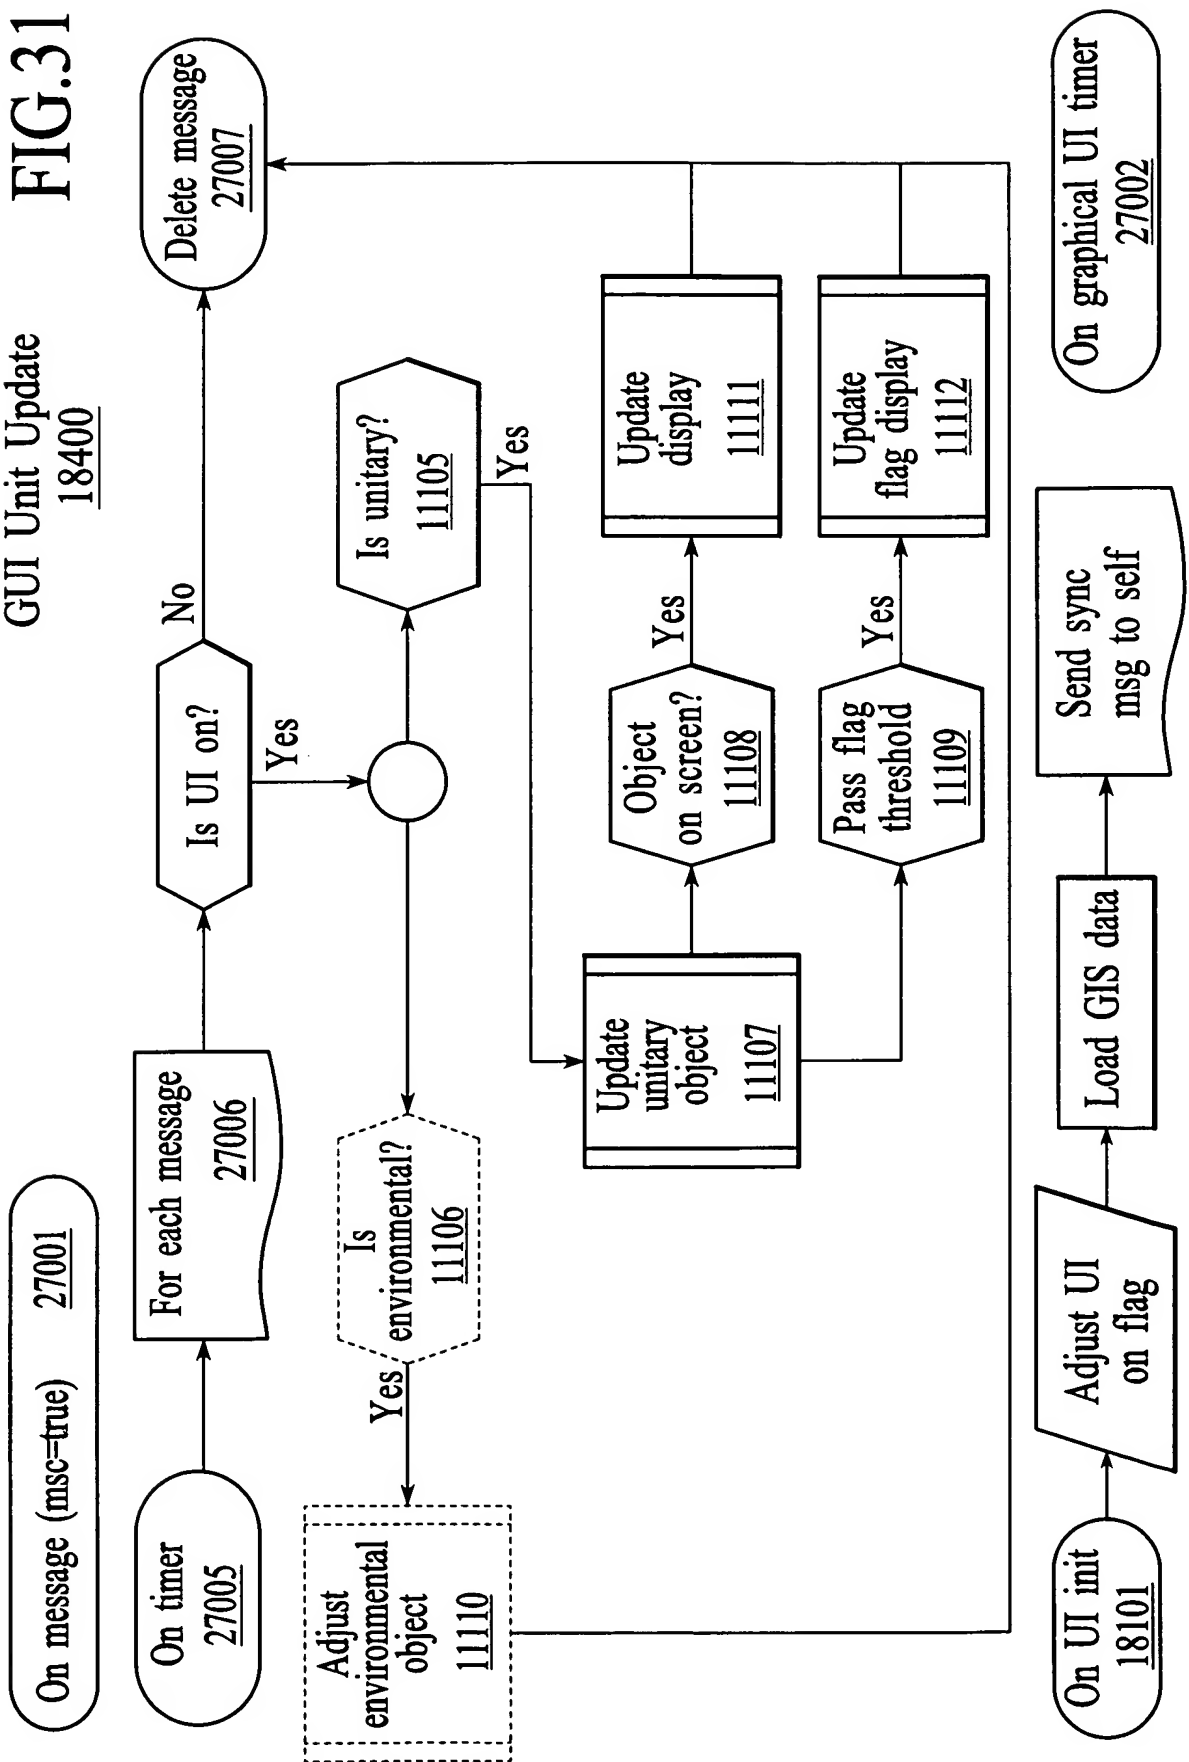 FIG.31
GUI Unit Update
18400
On message (msc=true) 27001
On timer
27005
For each message
27006
Is UI on?
No
Yes
Delete message
27007
Is
environmental?
11106
Yes
Is unitary?
11105
Yes
Adjust
environmental
object
11110
Update
unitary
object
11107
Object
on screen?
11108
Yes
Update
display
11111
Pass flag
threshold
11109
Yes
Update
flag display
11112
On UI init
18101
Adjust UI
on flag
Load GIS data
Send sync
msg to self
On graphical UI timer
27002